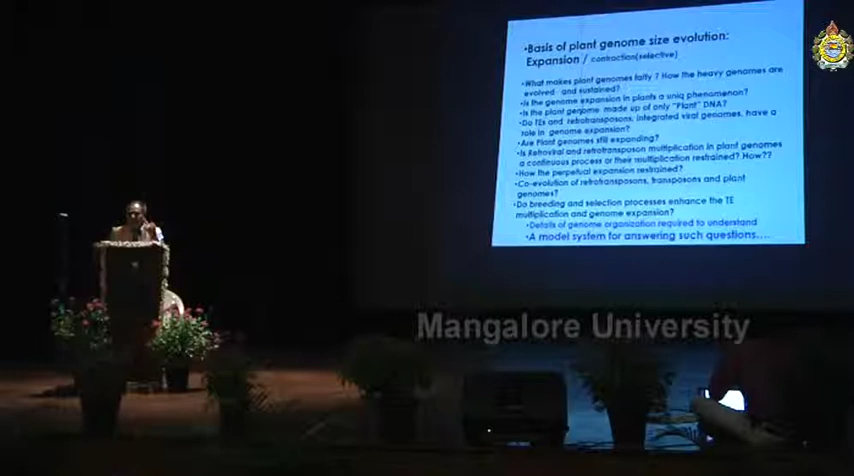 •Basis of plant genome size evolution:
Expansion / contraction(selective)
•What makes plant genomes fatty ? How the heavy genomes are
evolved and sustained?
•Is the genome expansion in plants a uniq phenomenon?
•Is the plant genome made up of only "Plant" DNA?
•Do TEs and retrotransposons, integrated viral genomes, have a
role in genome expansion?
•Are Plant genomes still expanding?
•Is Retroviral and retrotransposon multiplication in plant genomes
a continuous process or their multiplication restrained? How??
•How the perpetual expansion restrained?
•Co-evolution of retrotransposons, transposons and plant
genomes?
•Do breeding and selection processes enhance the TE
multiplication and genome expansion?
•Details of genome organization required to understand
•A model system for answering such questions....
Mangalore University